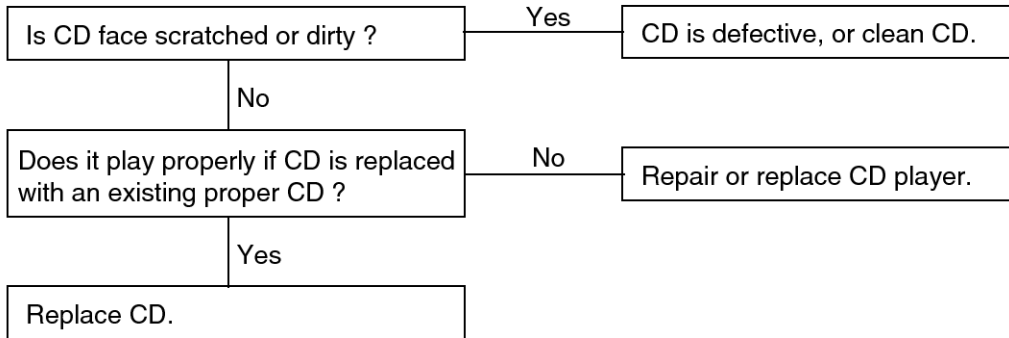 Is CD face scratched or dirty ?
Yes
CD is defective, or clean CD.
No
Does it play properly if CD is replaced
with an existing proper CD ?
No
Repair or replace CD player.
Yes
Replace CD.